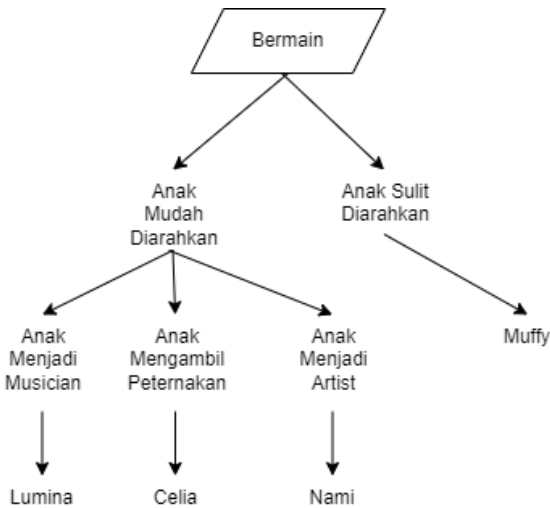 Bermain
Anak
Mudah
Diarahkan
Anak Sulit
Diarahkan
Anak
Menjadi
Musician
Anak
Mengambil
Peternakan
Anak
Menjadi
Artist
Muffy
Lumina
Celia
Nami